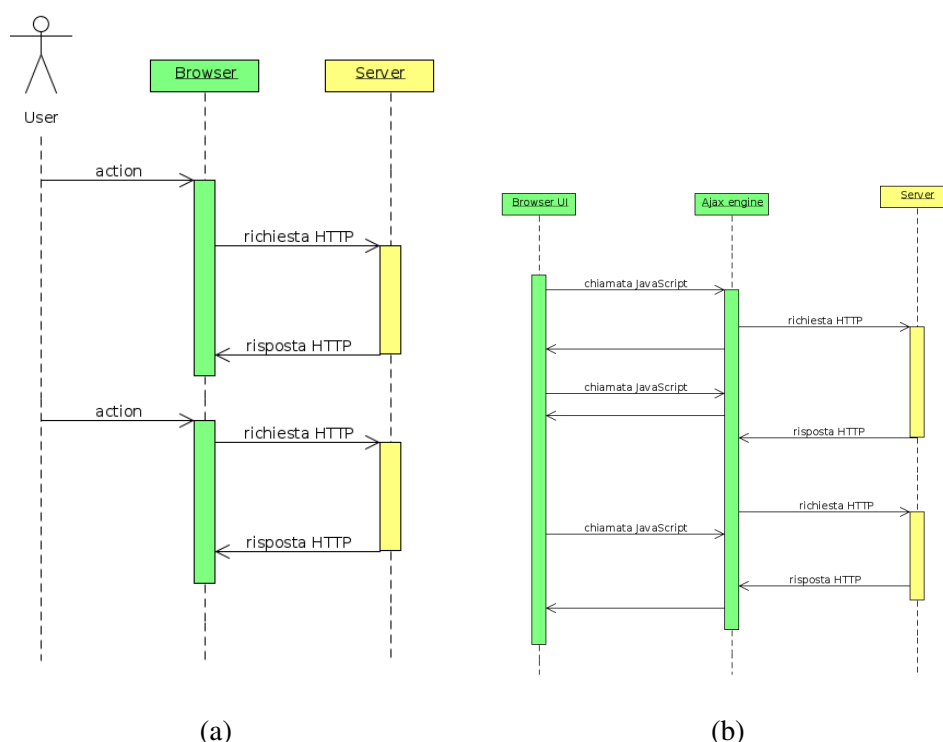 User
Browser
Server
action
richiesta HTTP
risposta HTTP
action
richiesta HTTP
risposta HTTP
(a)
Browser UI
Ajax engine
Server
chiamata JavaScript
richiesta HTTP
chiamata JavaScript
risposta HTTP
richiesta HTTP
chiamata JavaScript
risposta HTTP
(b)